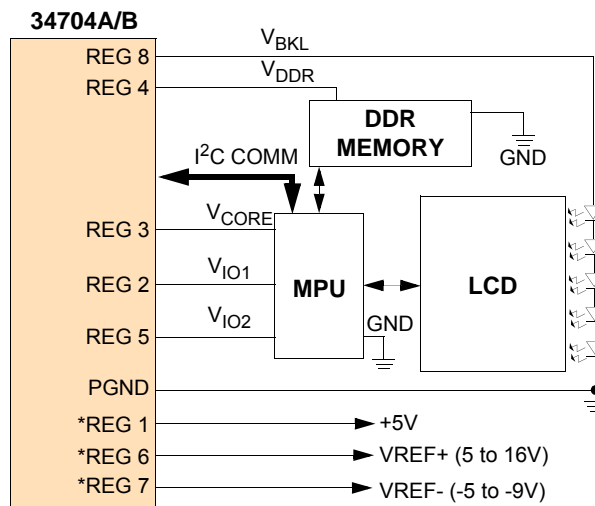 34704A/B
REG 8
V_BKL
REG 4
V_DDR
DDR
MEMORY
GND
I²C COMM
REG 3
V_CORE
REG 2
V_IO1
MPU
LCD
REG 5
V_IO2
GND
PGND
*REG 1
+5V
*REG 6
VREF+ (5 to 16V)
*REG 7
VREF- (-5 to -9V)